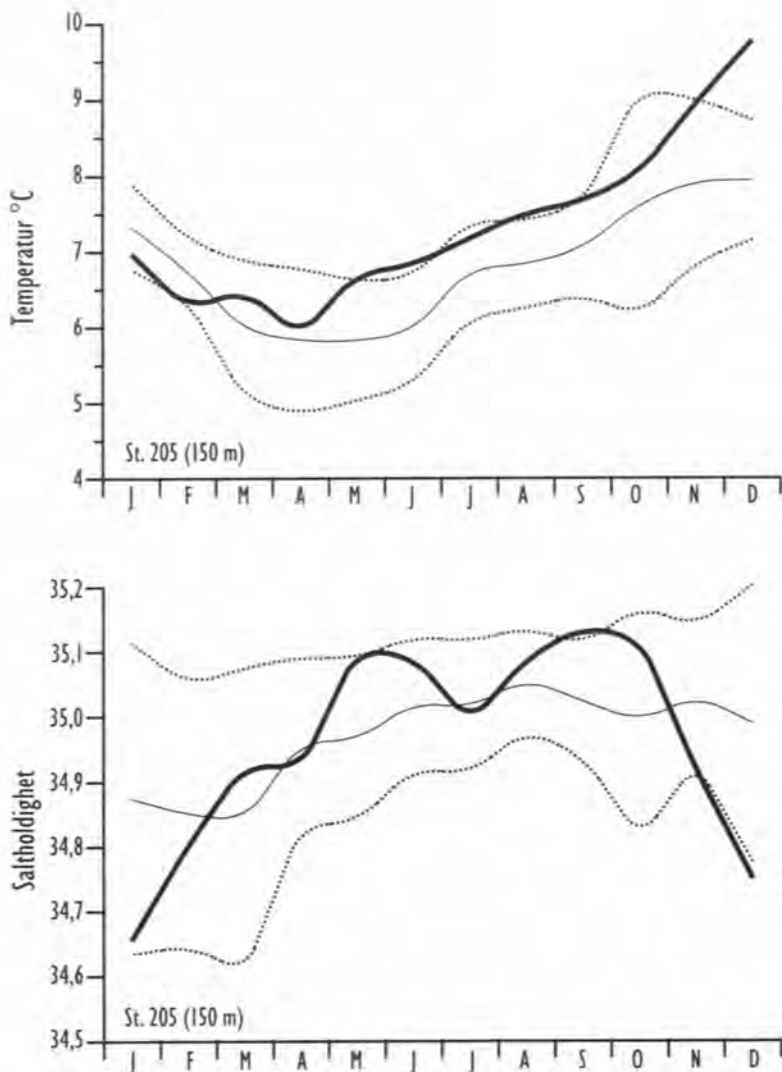 Temperatur °C
10
9
8
7
6
5
4
St. 205 (150 m)
J F M A M J J A S O N D
Saltholdighet
35,2
35,1
35,0
34,9
34,8
34,7
34,6
34,5
St. 205 (150 m)
J F M A M J J A S O N D